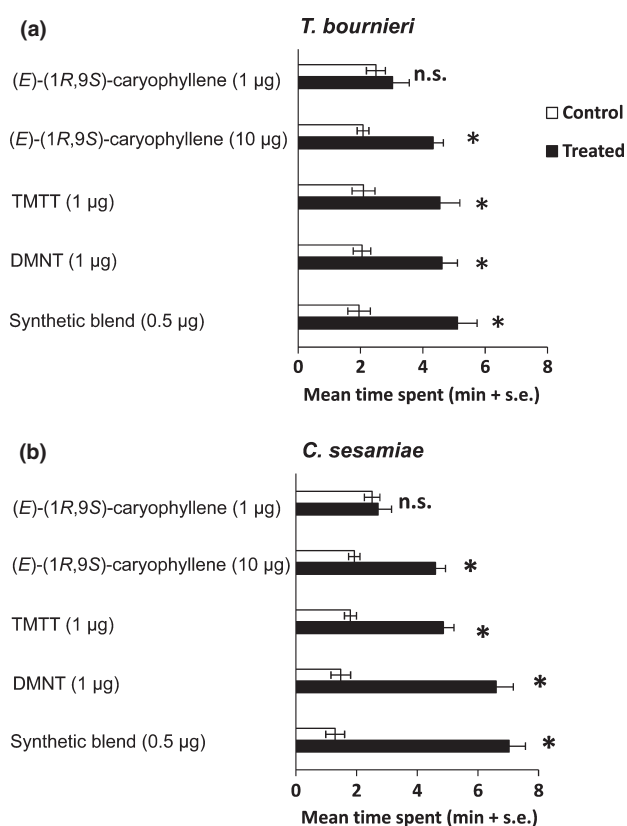 (a) T. bournieri
(E)-(1R,9S)-caryophyllene (1 µg) n.s.
Control
(E)-(1R,9S)-caryophyllene (10 µg) *
Treated
TMTT (1 µg) *
DMNT (1 µg) *
Synthetic blend (0.5 µg) *
0 2 4 6 8
Mean time spent (min + s.e.)
(b) C. sesamiae
(E)-(1R,9S)-caryophyllene (1 µg) n.s.
(E)-(1R,9S)-caryophyllene (10 µg) *
TMTT (1 µg) *
DMNT (1 µg) *
Synthetic blend (0.5 µg) *
0 2 4 6 8
Mean time spent (min + s.e.)